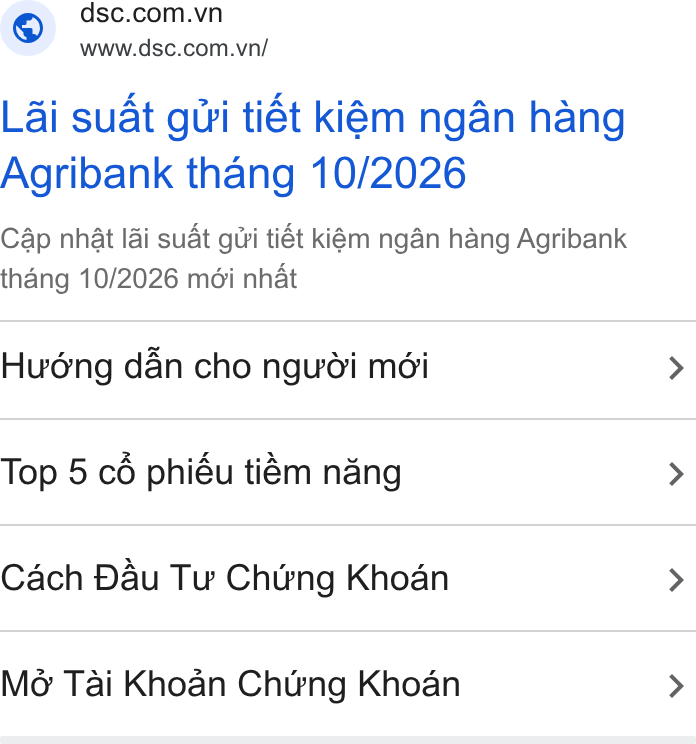 dsc.com.vn
www.dsc.com.vn/
Lãi suất gửi tiết kiệm ngân hàng
Agribank tháng 10/2026
Cập nhật lãi suất gửi tiết kiệm ngân hàng Agribank
tháng 10/2026 mới nhất
Hướng dẫn cho người mới
Top 5 cổ phiếu tiềm năng
Cách Đầu Tư Chứng Khoán
Mở Tài Khoản Chứng Khoán